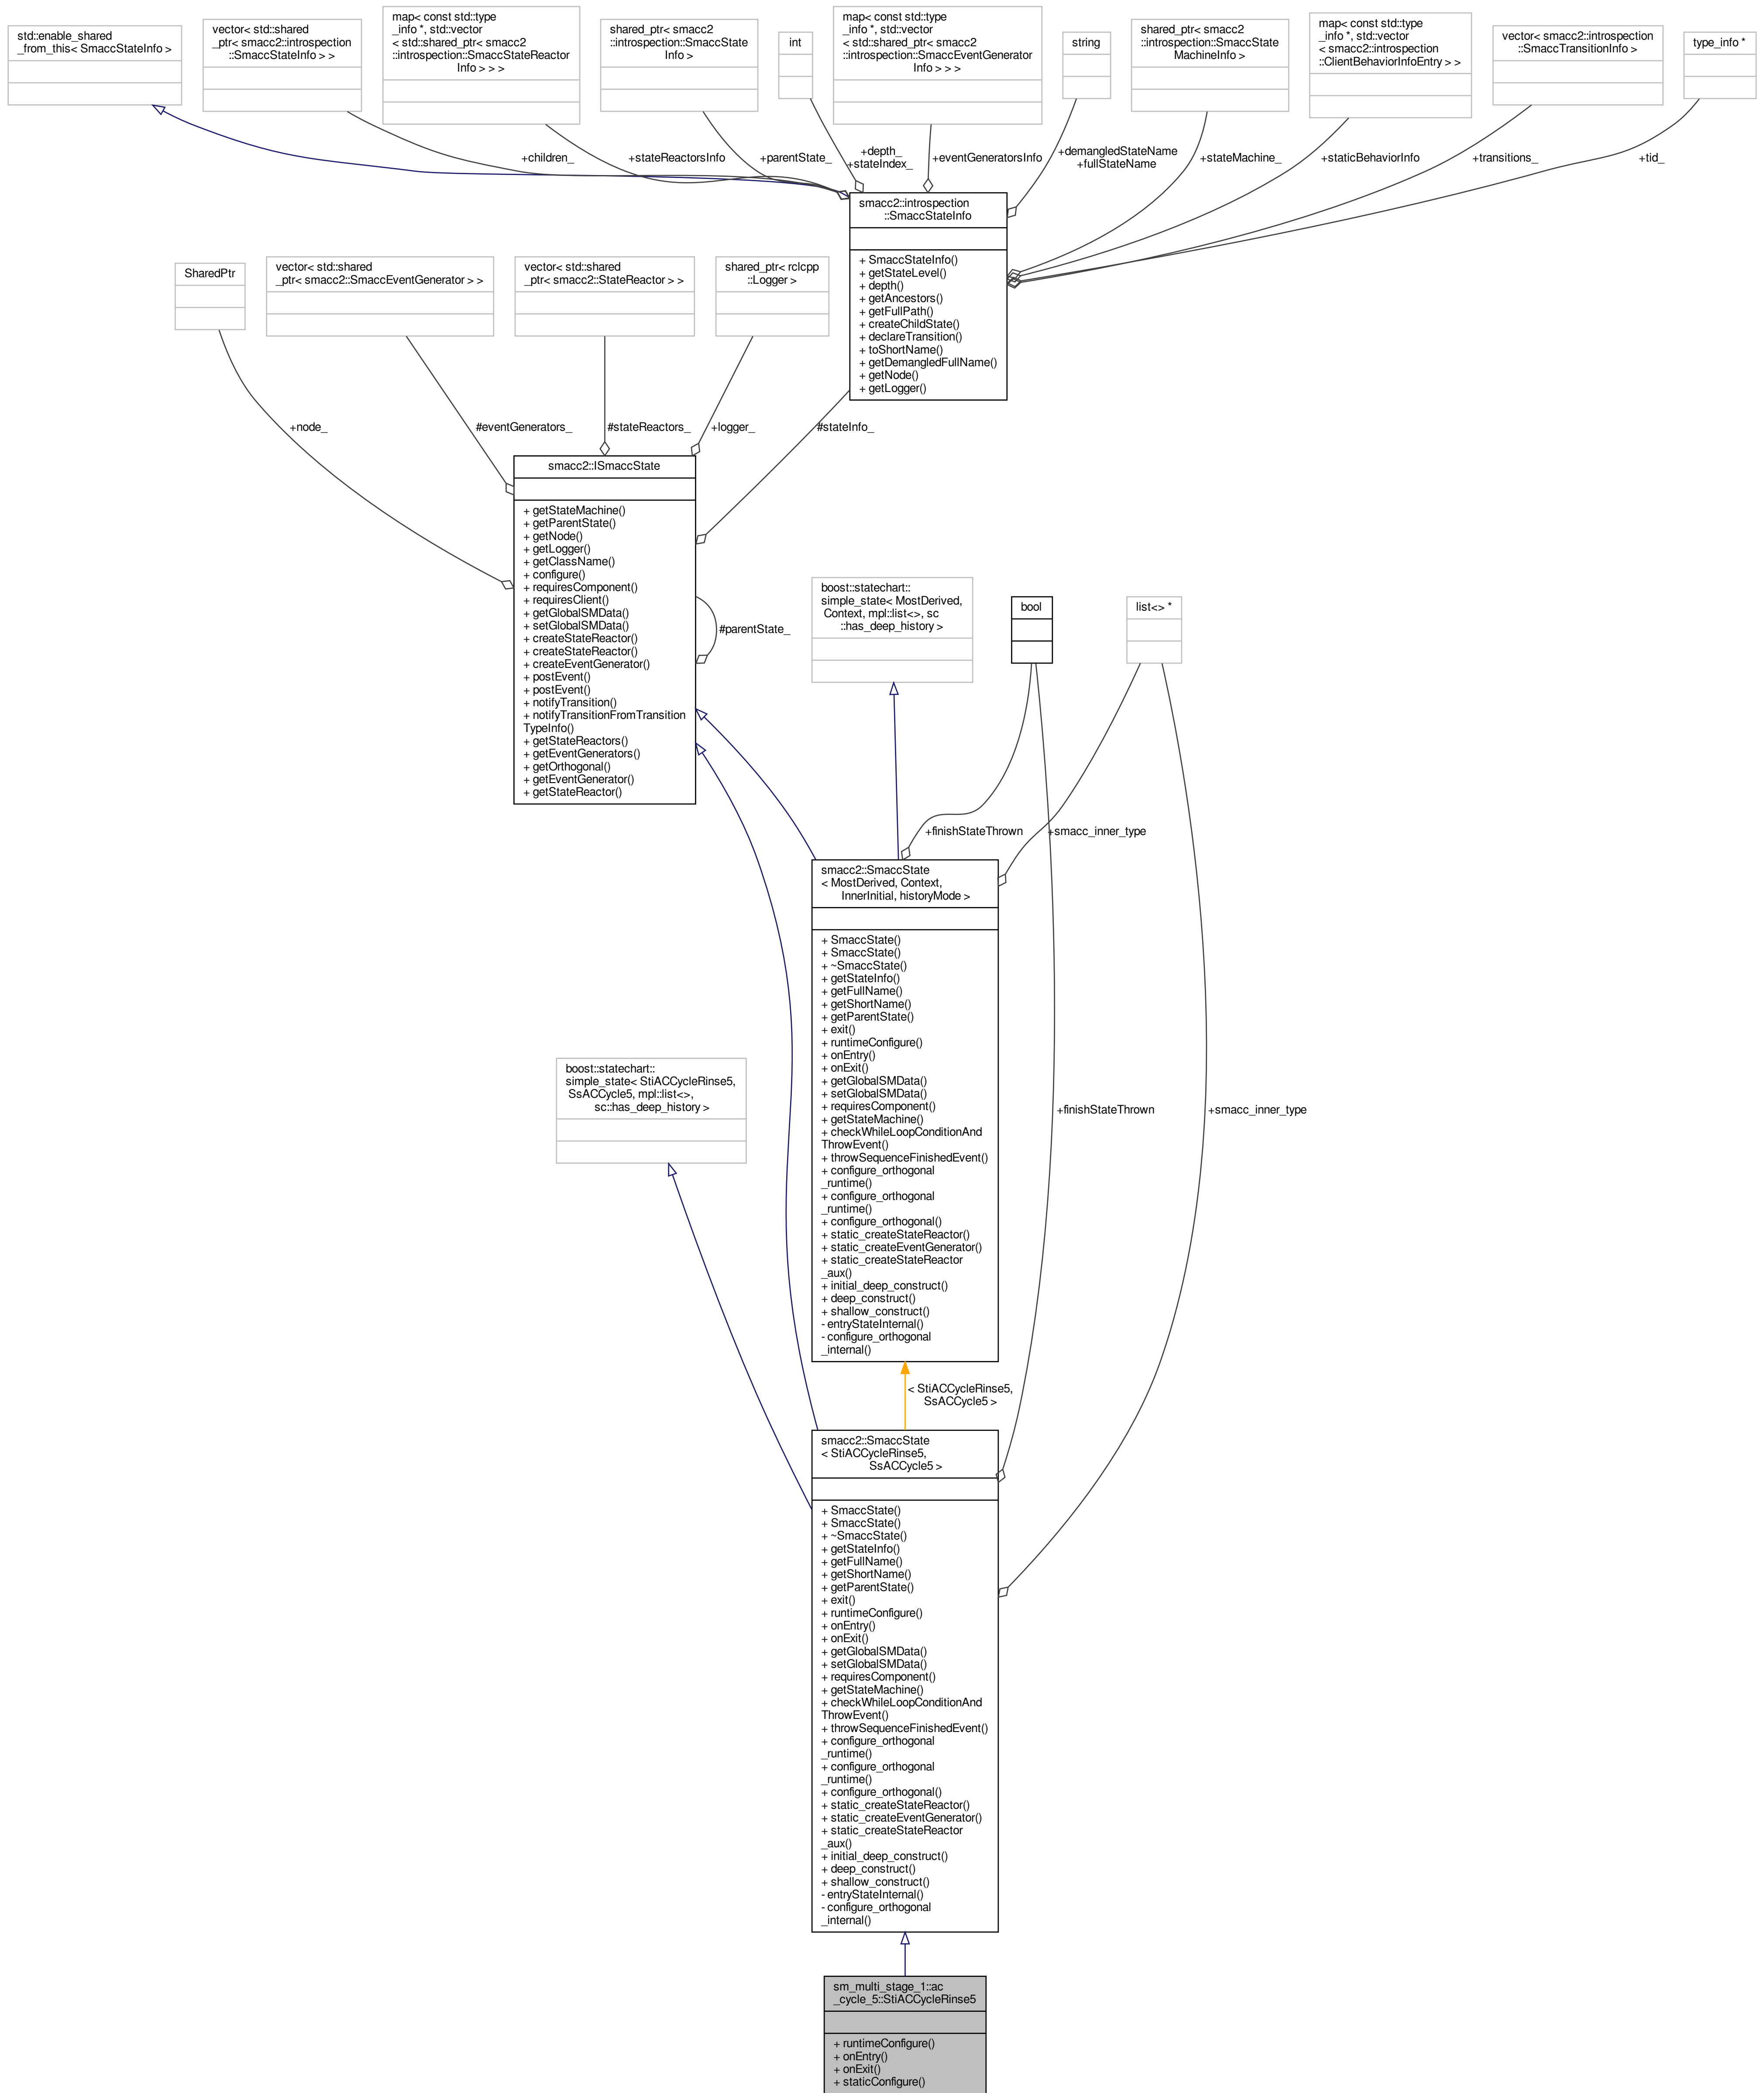 std::enable_shared
_from_this< SmaccStateInfo >
vector< std::shared
_ptr< smacc2::introspection
::SmaccStateInfo > >
map< const std::type
_info *, std::vector
< std::shared_ptr< smacc2
::introspection::SmaccStateReactor
Info > > >
shared_ptr< smacc2
::introspection::SmaccState
Info >
int
map< const std::type
_info *, std::vector
< std::shared_ptr< smacc2
::introspection::SmaccEventGenerator
Info > > >
string
shared_ptr< smacc2
::introspection::SmaccState
MachineInfo >
map< const std::type
_info *, std::vector
< smacc2::introspection
::ClientBehaviorInfoEntry > >
vector< smacc2::introspection
::SmaccTransitionInfo >
type_info *
+children_
+stateReactorsInfo
+parentState_
+depth_
+stateIndex_
+eventGeneratorsInfo
+demangledStateName
+fullStateName
+stateMachine_
+staticBehaviorInfo
+transitions_
+tid_
smacc2::introspection
::SmaccStateInfo
+ SmaccStateInfo()
+ getStateLevel()
+ depth()
+ getAncestors()
+ getFullPath()
+ createChildState()
+ declareTransition()
+ toShortName()
+ getDemangledFullName()
+ getNode()
+ getLogger()
SharedPtr
vector< std::shared
_ptr< smacc2::SmaccEventGenerator > >
vector< std::shared
_ptr< smacc2::StateReactor > >
shared_ptr< rclcpp
::Logger >
+node_
#eventGenerators_
#stateReactors_
+logger_
#stateInfo_
smacc2::ISmaccState
+ getStateMachine()
+ getParentState()
+ getNode()
+ getLogger()
+ getClassName()
+ configure()
+ requiresComponent()
+ requiresClient()
+ getGlobalSMData()
+ setGlobalSMData()
+ createStateReactor()
+ createStateReactor()
+ createEventGenerator()
+ postEvent()
+ postEvent()
+ notifyTransition()
+ notifyTransitionFromTransition
TypeInfo()
+ getStateReactors()
+ getEventGenerators()
+ getOrthogonal()
+ getEventGenerator()
+ getStateReactor()
#parentState_
boost::statechart::
simple_state< MostDerived,
Context, mpl::list<>, sc
::has_deep_history >
bool
list<> *
+finishStateThrown
+smacc_inner_type
smacc2::SmaccState
< MostDerived, Context,
InnerInitial, historyMode >
+ SmaccState()
+ SmaccState()
+ ~SmaccState()
+ getStateInfo()
+ getFullName()
+ getShortName()
+ getParentState()
+ exit()
+ runtimeConfigure()
+ onEntry()
+ onExit()
+ getGlobalSMData()
+ setGlobalSMData()
+ requiresComponent()
+ getStateMachine()
+ checkWhileLoopConditionAnd
ThrowEvent()
+ throwSequenceFinishedEvent()
+ configure_orthogonal
_runtime()
+ configure_orthogonal
_runtime()
+ configure_orthogonal()
+ static_createStateReactor()
+ static_createEventGenerator()
+ static_createStateReactor
_aux()
+ initial_deep_construct()
+ deep_construct()
+ shallow_construct()
- entryStateInternal()
- configure_orthogonal
_internal()
boost::statechart::
simple_state< StiACCycleRinse5,
SsACCycle5, mpl::list<>,
sc::has_deep_history >
+finishStateThrown
+smacc_inner_type
< StiACCycleRinse5,
SsACCycle5 >
smacc2::SmaccState
< StiACCycleRinse5,
SsACCycle5 >
+ SmaccState()
+ SmaccState()
+ ~SmaccState()
+ getStateInfo()
+ getFullName()
+ getShortName()
+ getParentState()
+ exit()
+ runtimeConfigure()
+ onEntry()
+ onExit()
+ getGlobalSMData()
+ setGlobalSMData()
+ requiresComponent()
+ getStateMachine()
+ checkWhileLoopConditionAnd
ThrowEvent()
+ throwSequenceFinishedEvent()
+ configure_orthogonal
_runtime()
+ configure_orthogonal
_runtime()
+ configure_orthogonal()
+ static_createStateReactor()
+ static_createEventGenerator()
+ static_createStateReactor
_aux()
+ initial_deep_construct()
+ deep_construct()
+ shallow_construct()
- entryStateInternal()
- configure_orthogonal
_internal()
sm_multi_stage_1::ac
_cycle_5::StiACCycleRinse5
+ runtimeConfigure()
+ onEntry()
+ onExit()
+ staticConfigure()